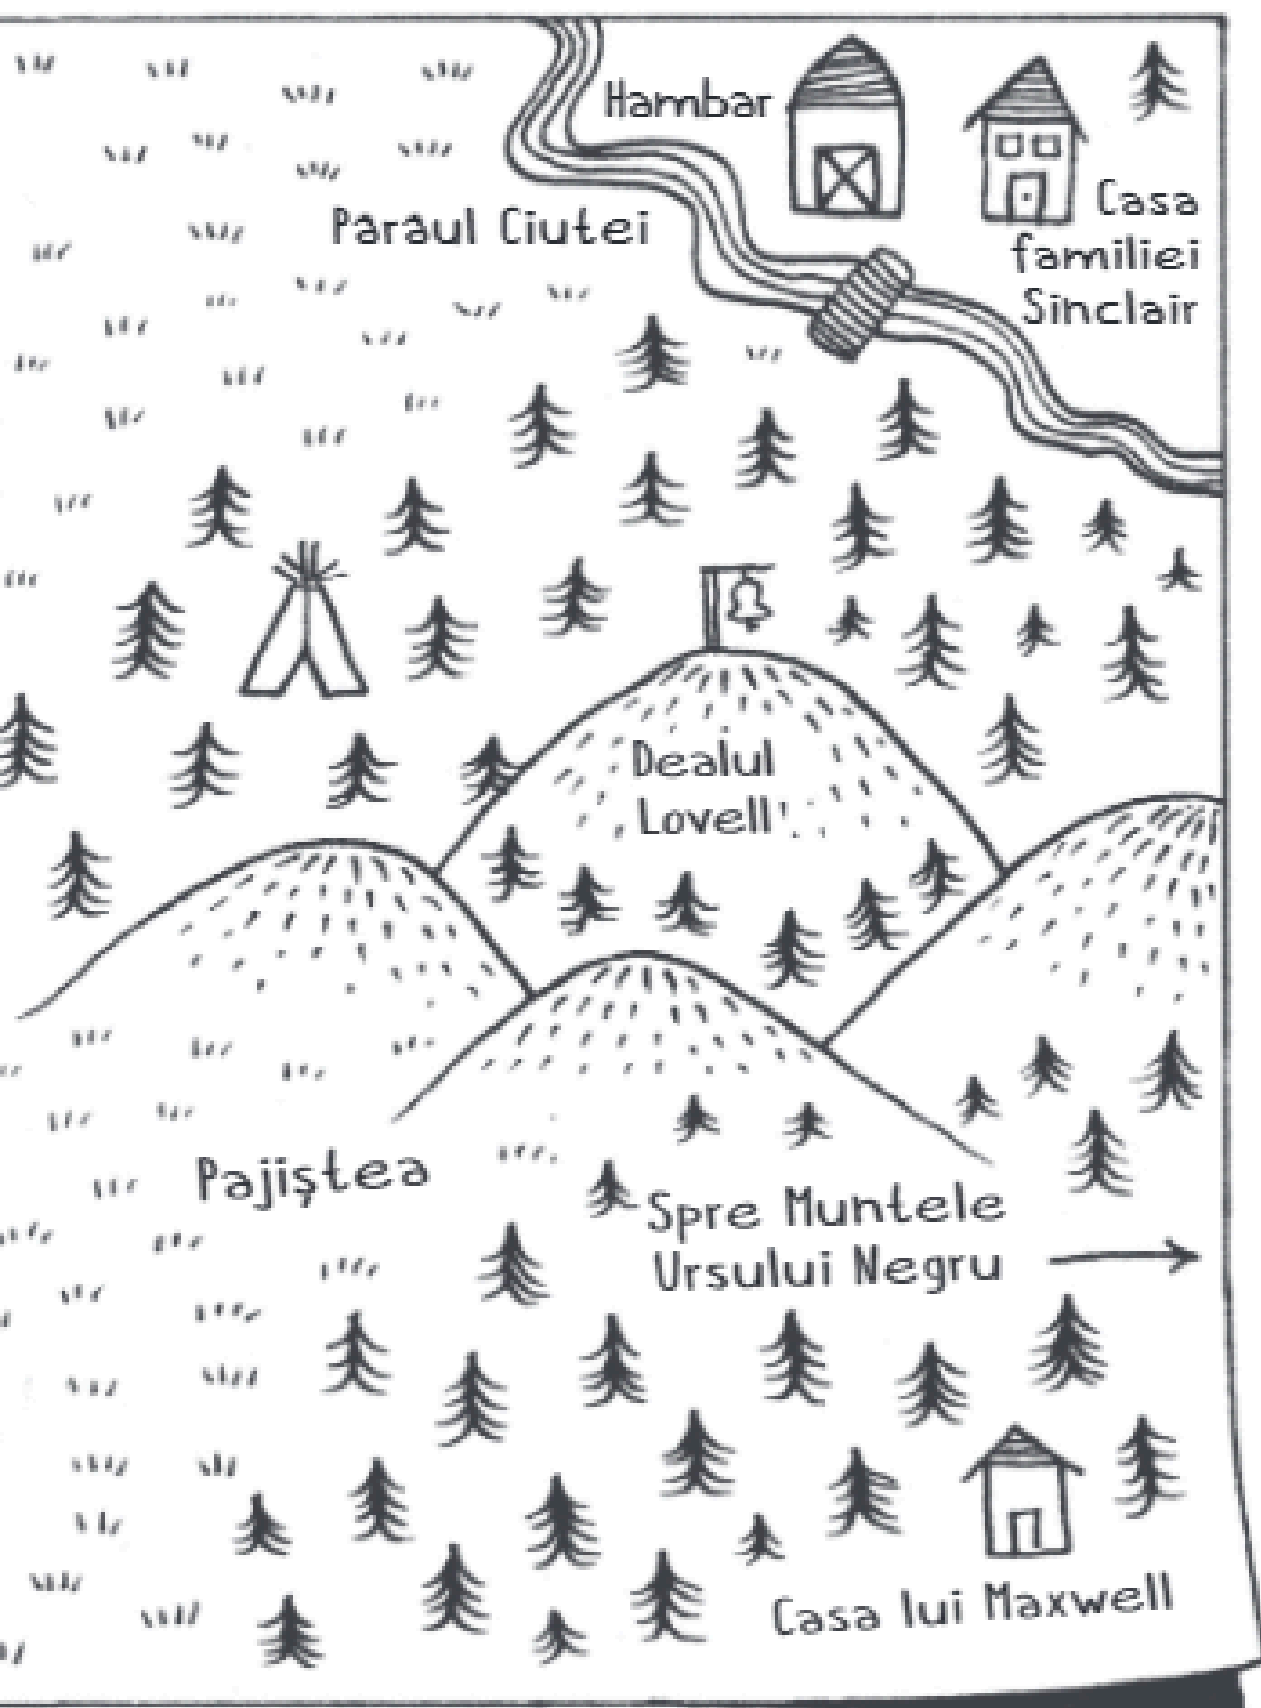 Hambar
Casa
familiei
Sinclair
Pârâul Ciutei
Dealul
Lovell
Pajiştea
Spre Muntele
Ursului Negru
Casa lui Maxwell